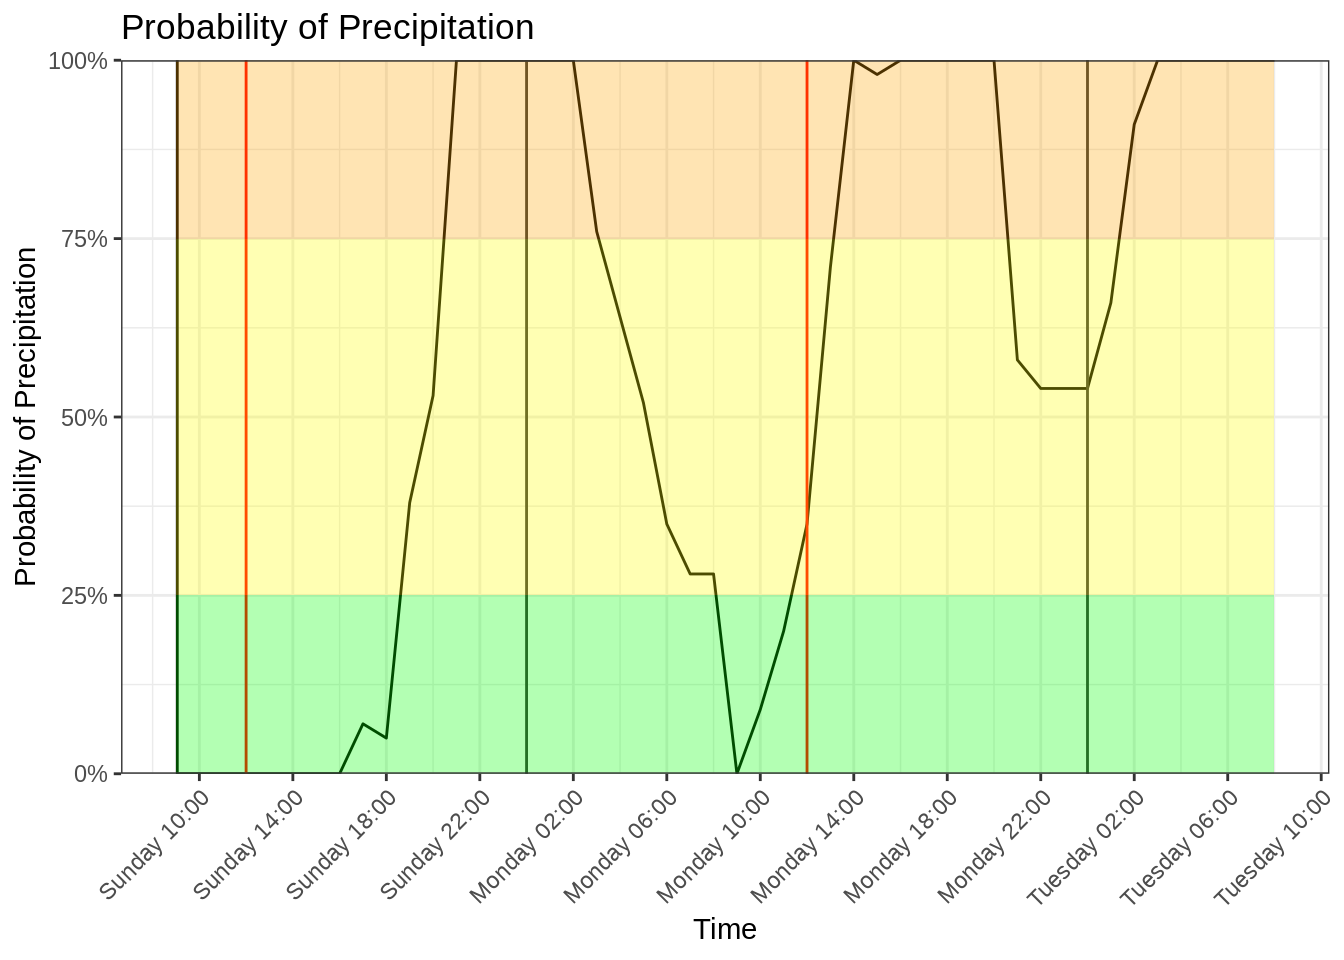 Probability of Precipitation
Probability of Precipitation
100%
75%
50%
25%
0%
Sunday 10:00
Sunday 14:00
Sunday 18:00
Sunday 22:00
Monday 02:00
Monday 06:00
Monday 10:00
Monday 14:00
Monday 18:00
Monday 22:00
Tuesday 02:00
Tuesday 06:00
Tuesday 10:00
Time